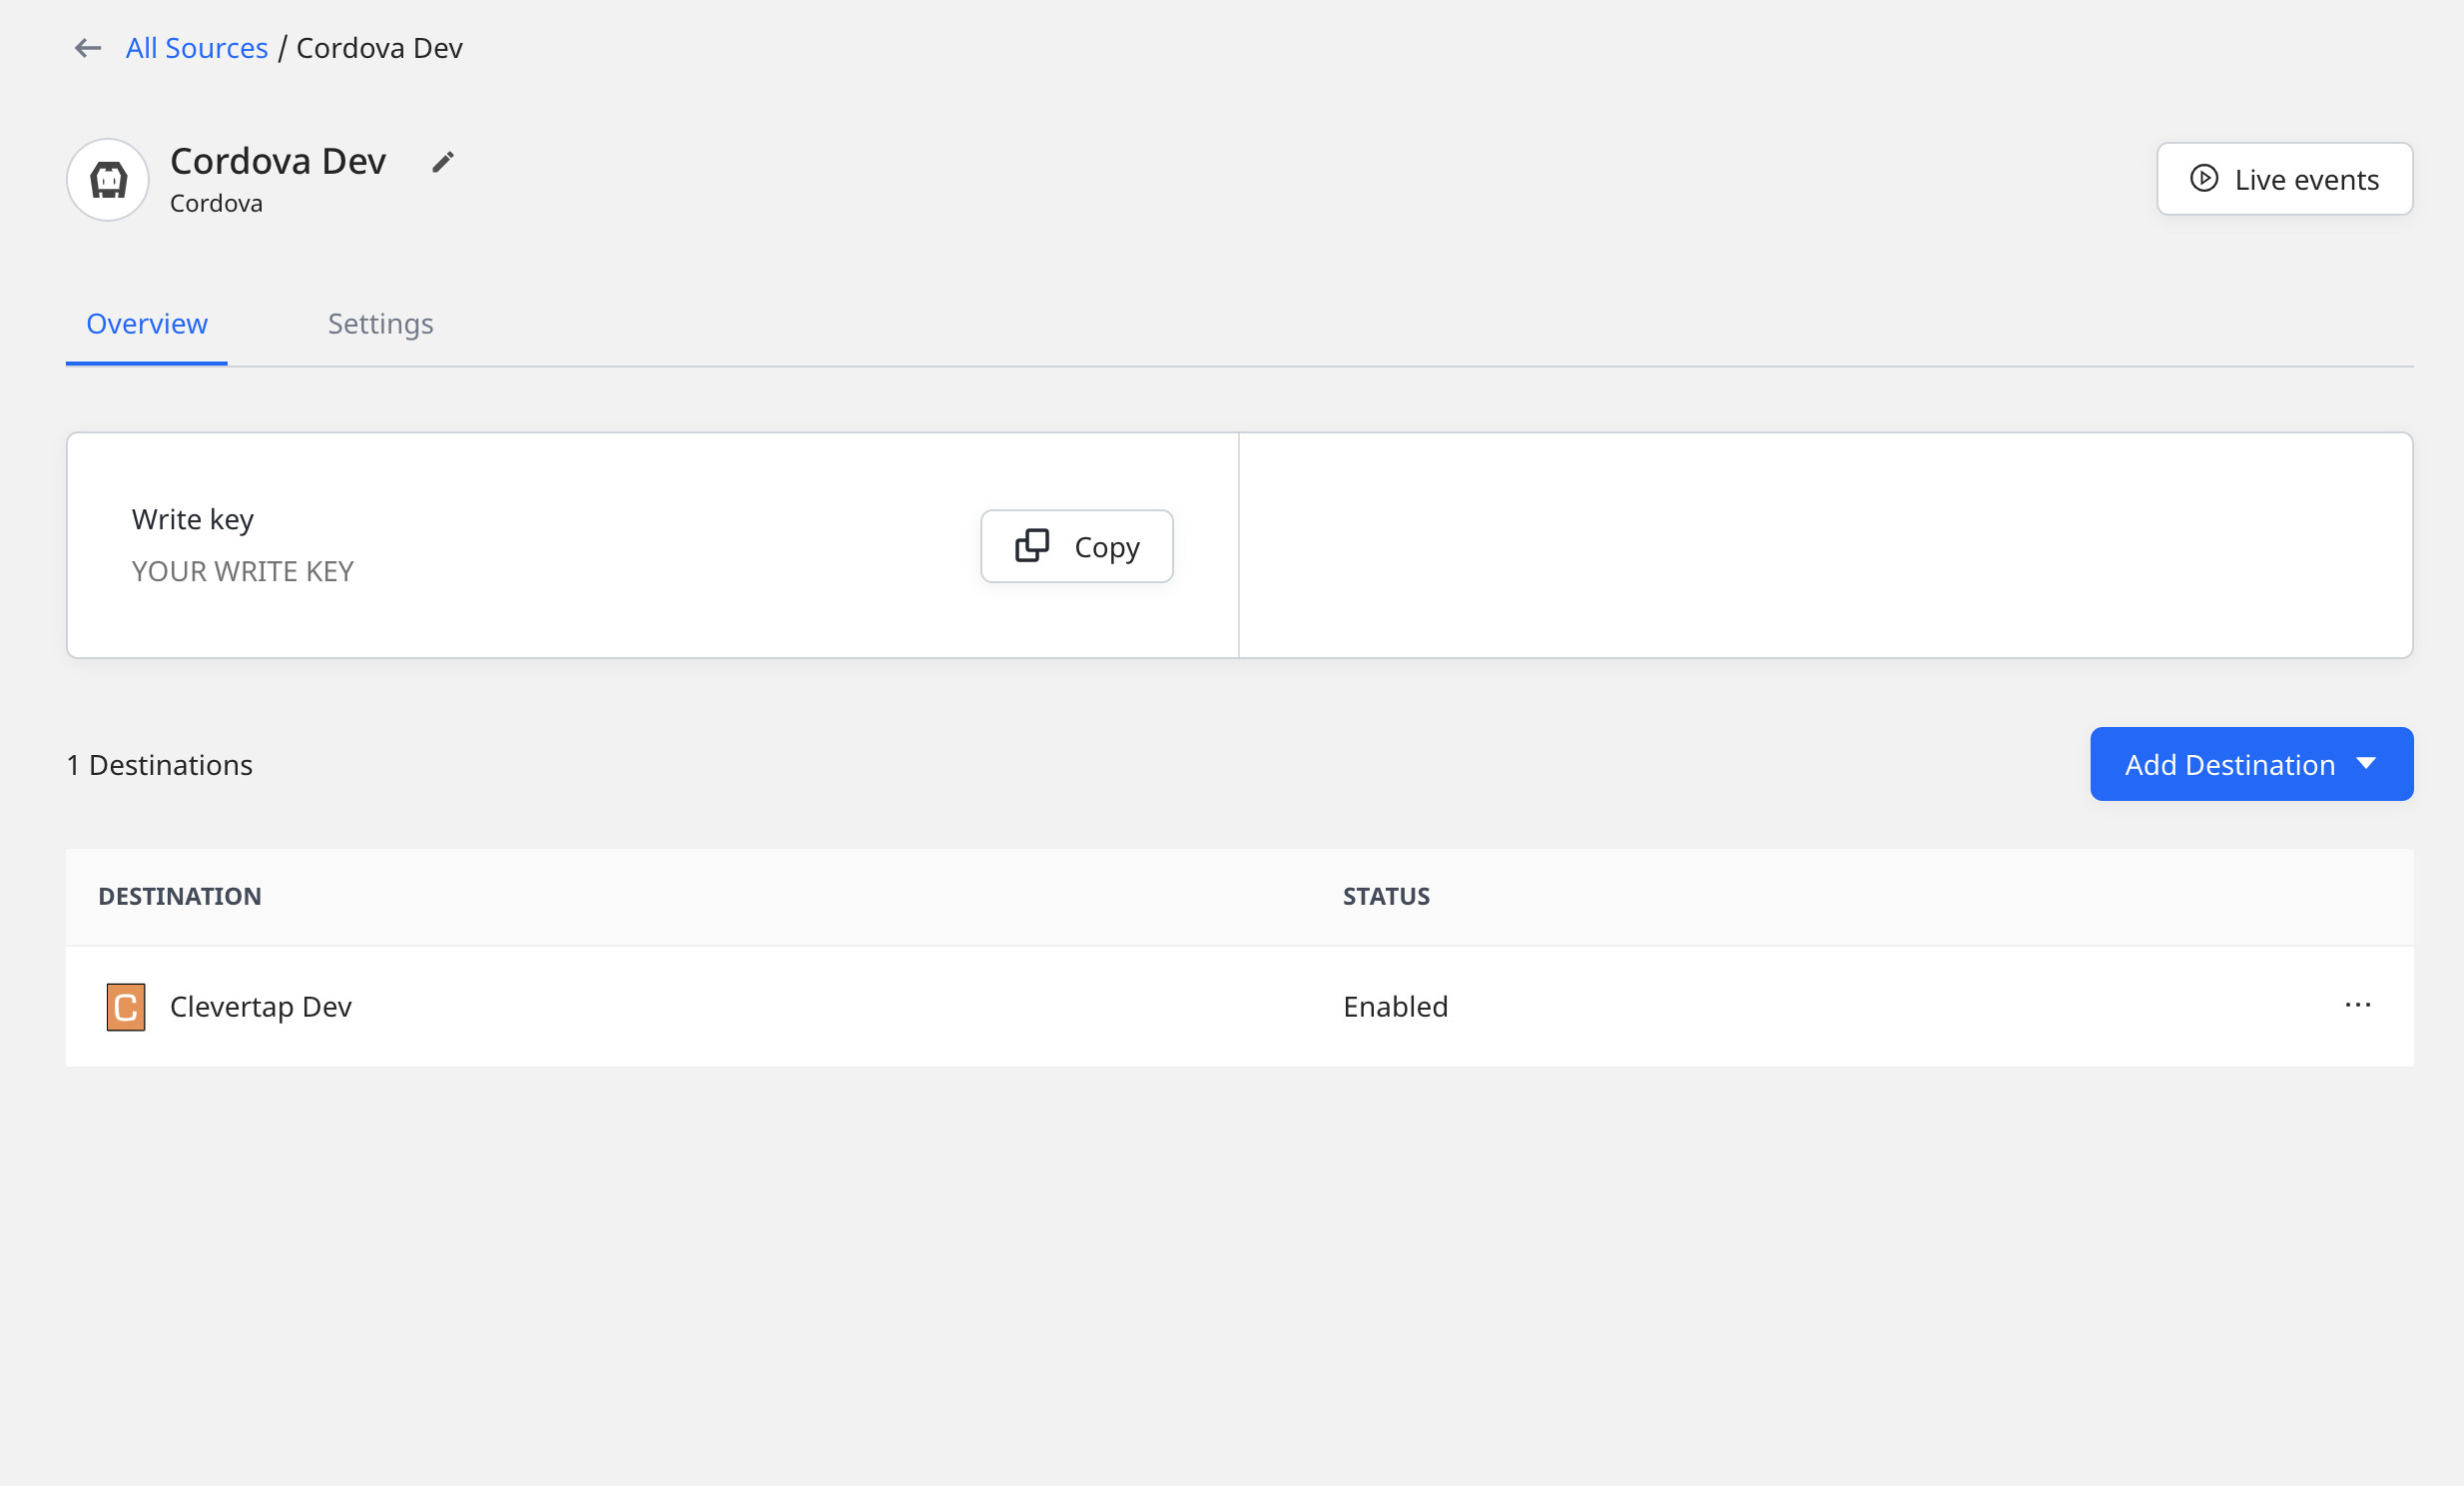 All Sources / Cordova Dev
Cordova Dev
Cordova
Live events
Overview
Settings
Write key
YOUR WRITE KEY
Copy
1 Destinations
Add Destination
DESTINATION
STATUS
C
Clevertap Dev
Enabled